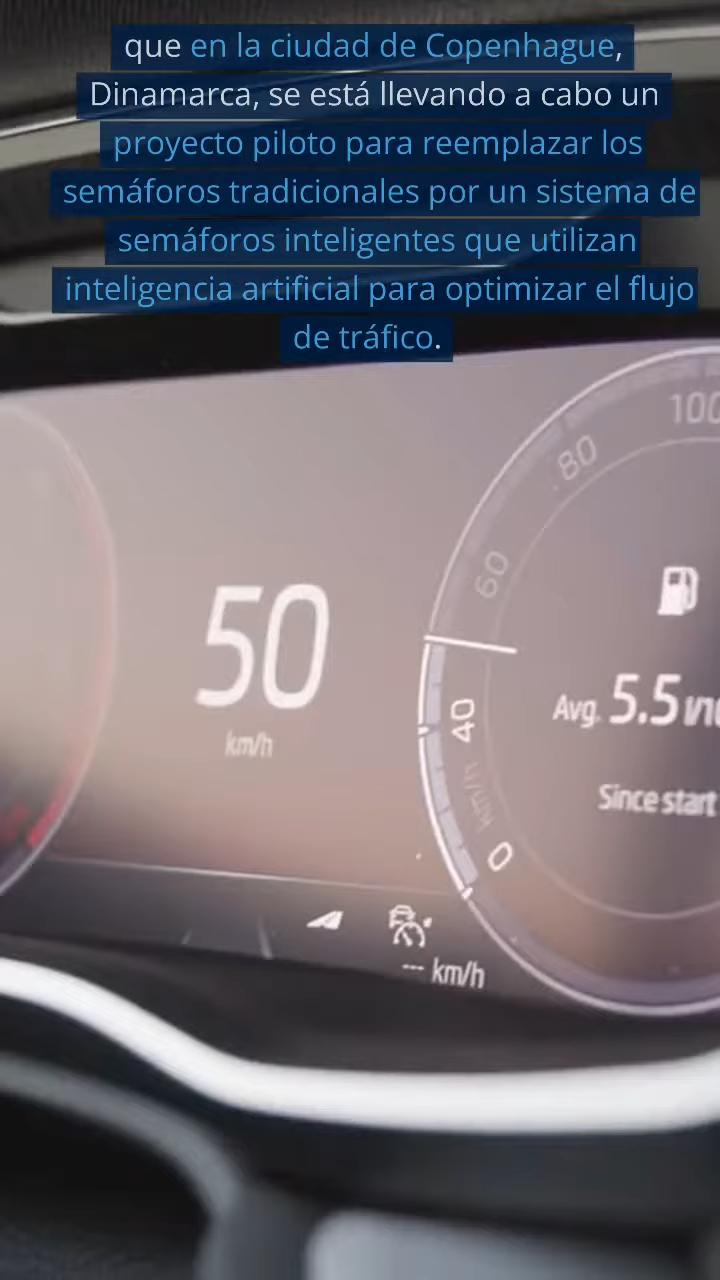 que en la ciudad de Copenhague,
Dinamarca, se está llevando a cabo un
proyecto piloto para reemplazar los
semáforos tradicionales por un sistema de
semáforos inteligentes que utilizan
inteligencia artificial para optimizar el flujo
de tráfico.
100
80
60
50
km/h
Avg. 5.5
40
km/h
Since start
0
--- km/h